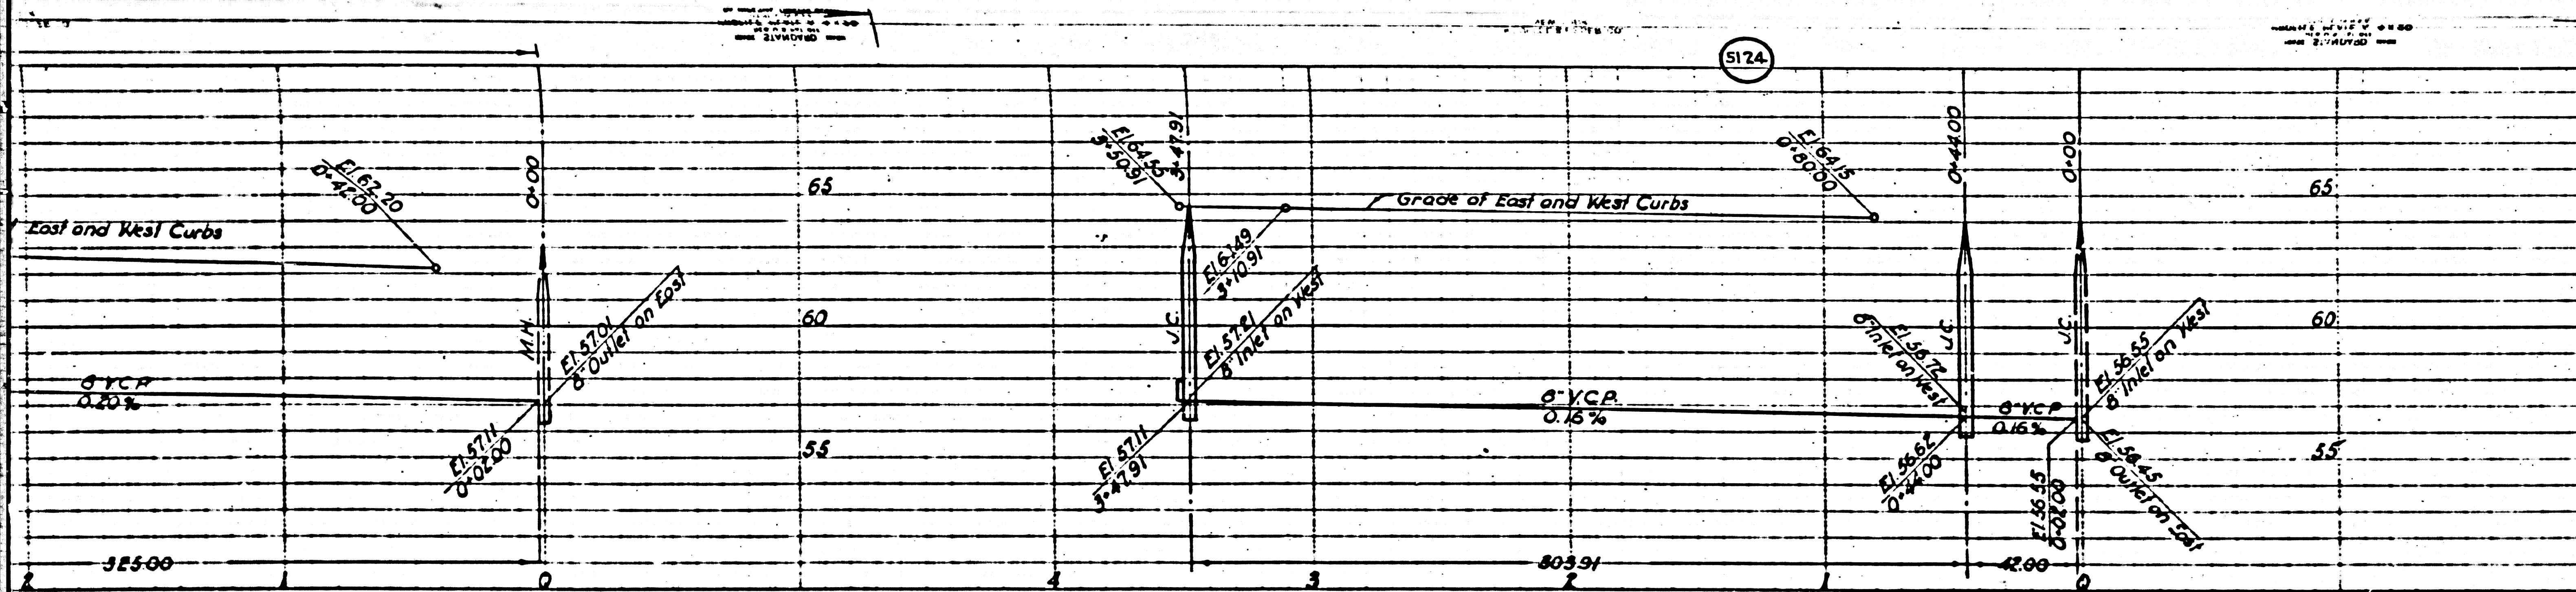 STANDARD
STANDARD
5124
El. 62.20
0+42.00
0+00
65
East and West Curbs
M.H.
El. 57.01
8" Outlet on East
60
8" V.C.P.
0.20%
El. 57.11
0+02.00
55
325.00
2
1
0
El. 64.55
3+50.91
3+47.91
Grade of East and West Curbs
3+10.91
J.C.
El. 57.21
8" Inlet on West
El. 57.11
3+47.91
8" V.C.P.
0.16%
303.91
4
3
2
1
El. 64.15
0+80.00
0+44.00
0+00
65
J.C.
El. 56.72
8" Inlet on West
J.C.
El. 56.55
8" Inlet on West
60
8" V.C.P.
0.16%
El. 56.62
0+44.00
El. 56.55
0+02.00
El. 56.45
8" Outlet on East
55
42.00
0